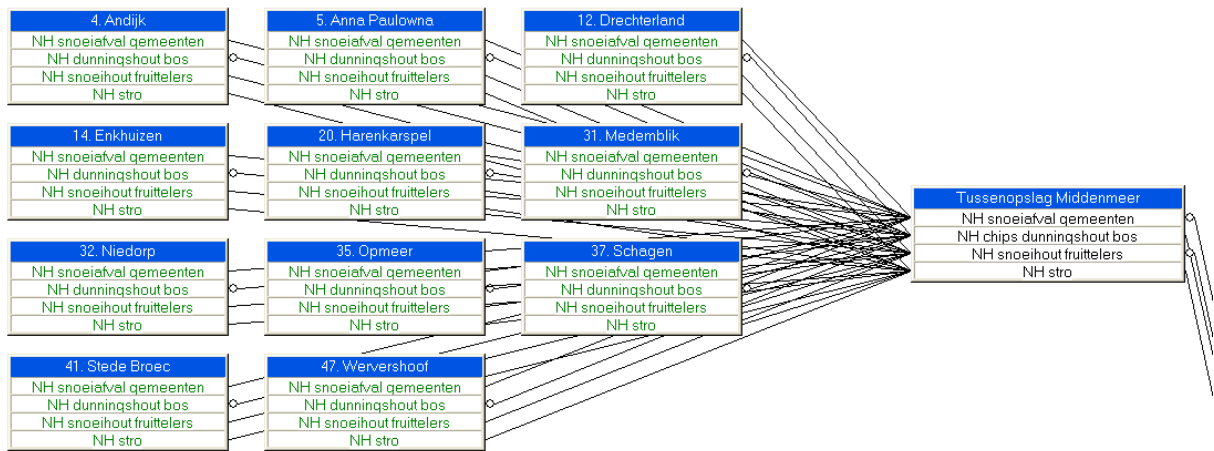 4. Andijk
NH snoeiafval gemeenten
NH dunningshout bos
NH snoeihout fruittelers
NH stro
5. Anna Paulowna
NH snoeiafval gemeenten
NH dunningshout bos
NH snoeihout fruittelers
NH stro
12. Drechterland
NH snoeiafval gemeenten
NH dunningshout bos
NH snoeihout fruittelers
NH stro
14. Enkhuizen
NH snoeiafval gemeenten
NH dunningshout bos
NH snoeihout fruittelers
NH stro
20. Harenkarspel
NH snoeiafval gemeenten
NH dunningshout bos
NH snoeihout fruittelers
NH stro
31. Medemblik
NH snoeiafval gemeenten
NH dunningshout bos
NH snoeihout fruittelers
NH stro
32. Niedorp
NH snoeiafval gemeenten
NH dunningshout bos
NH snoeihout fruittelers
NH stro
35. Opmeer
NH snoeiafval gemeenten
NH dunningshout bos
NH snoeihout fruittelers
NH stro
37. Schagen
NH snoeiafval gemeenten
NH dunningshout bos
NH snoeihout fruittelers
NH stro
41. Stede Broec
NH snoeiafval gemeenten
NH dunningshout bos
NH snoeihout fruittelers
NH stro
47. Wervershoof
NH snoeiafval gemeenten
NH dunningshout bos
NH snoeihout fruittelers
NH stro
Tussenopslag Middenmeer
NH snoeiafval gemeenten
NH chips dunningshout bos
NH snoeihout fruittelers
NH stro